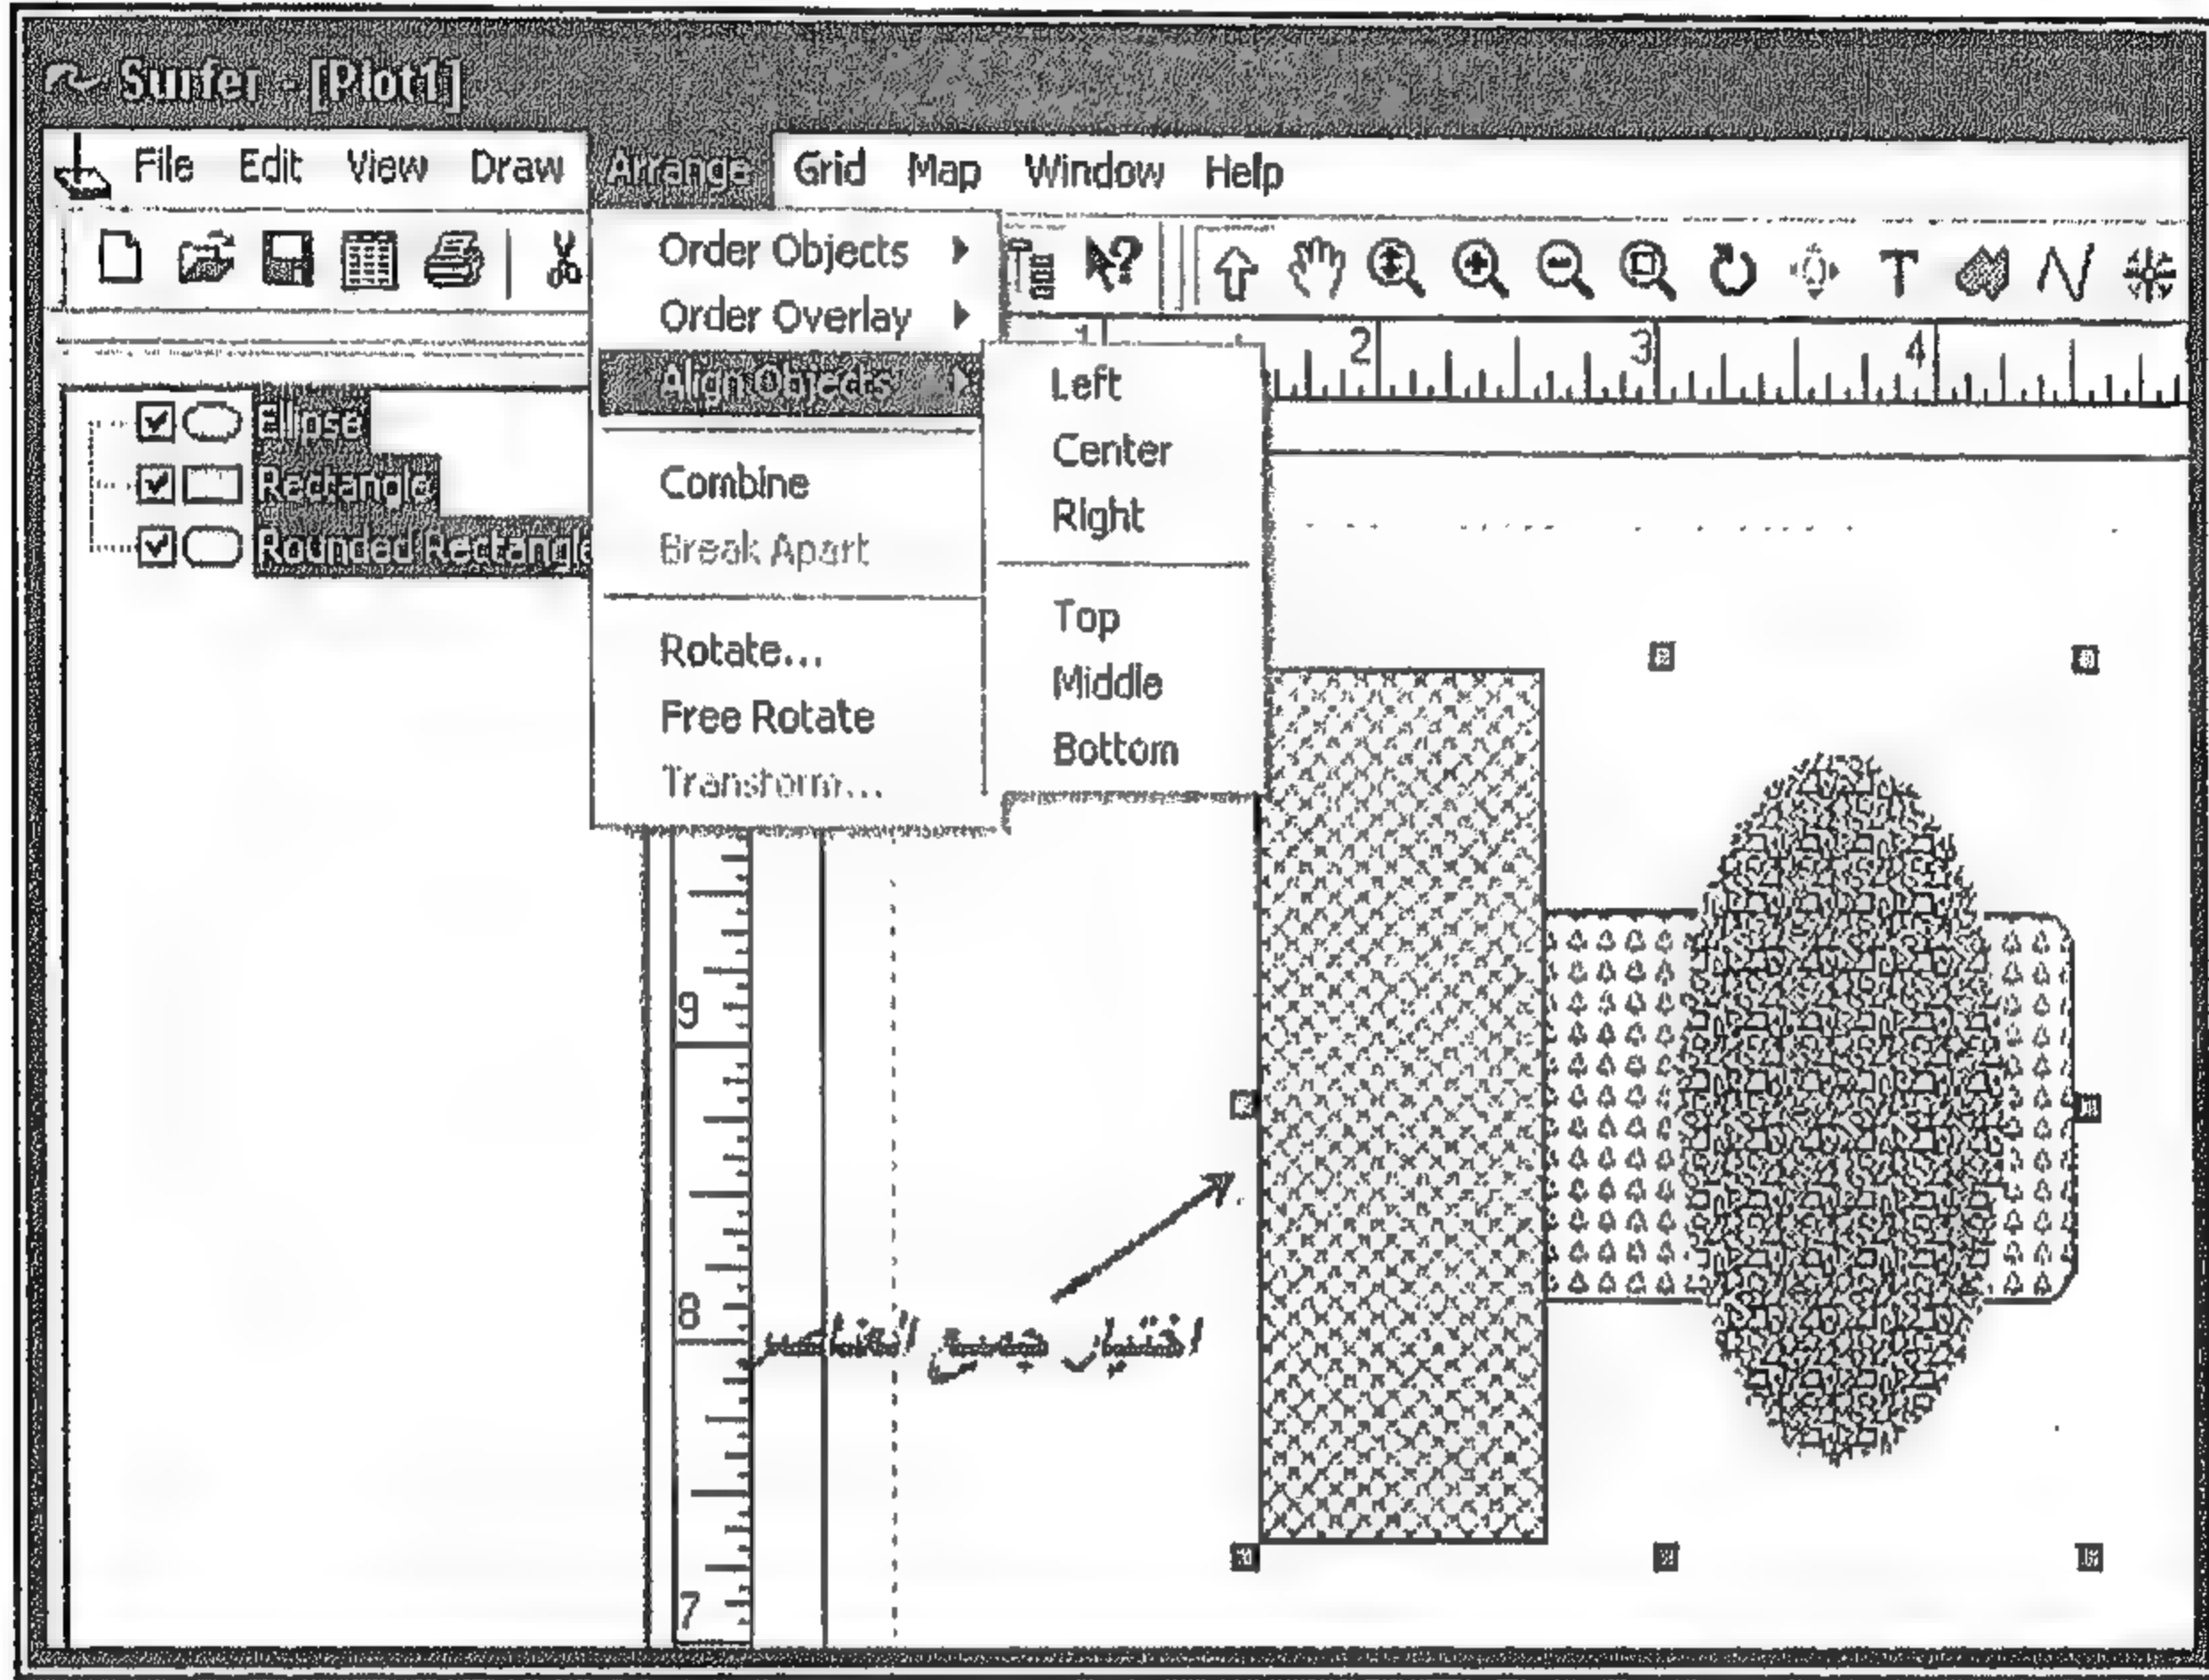 Surfer - [Plot1]
File Edit View Draw Arrange Grid Map Window Help
Order Objects
Order Overlay
Align Objects
Combine
Break Apart
Rotate...
Free Rotate
Transform...
Left
Center
Right
Top
Middle
Bottom
1 2 3 4
Ellipse
Rectangle
Rounded Rectangle
9
8
7
اختيار جميع العناصر